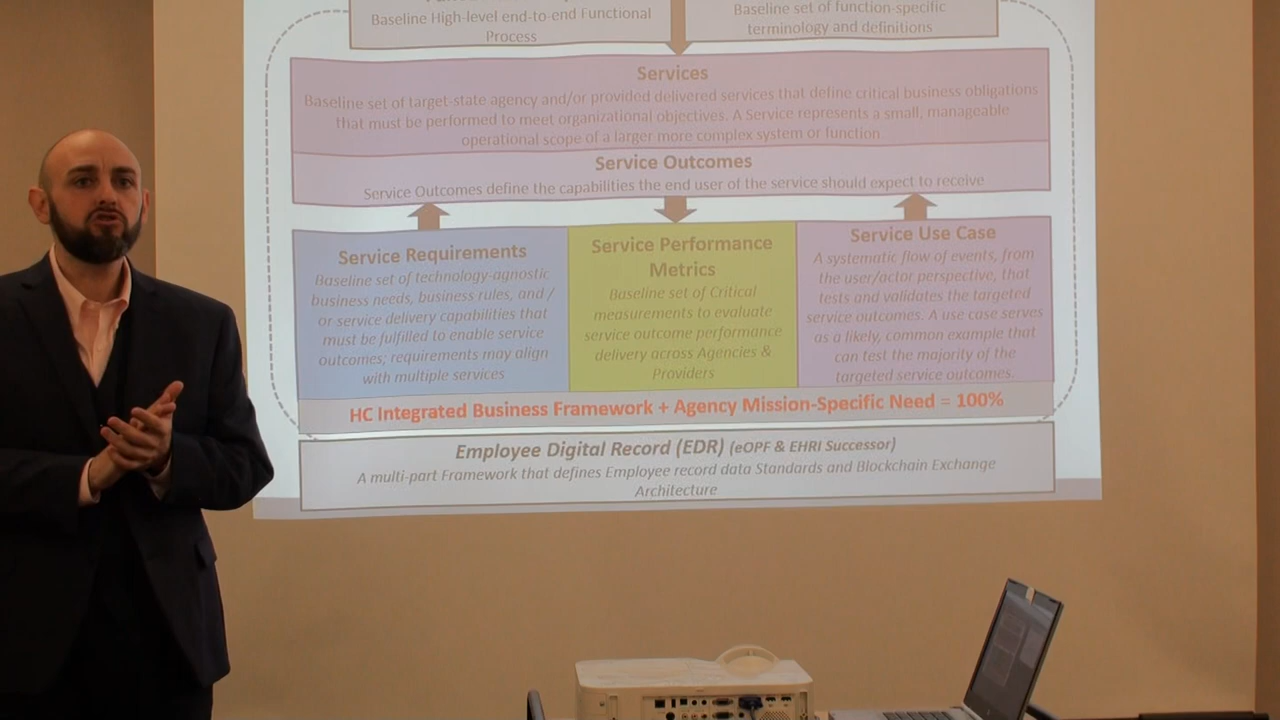 Baseline High-level end-to-end Functional
Process
Baseline set of function-specific
terminology and definitions
Services
Baseline set of target-state agency and/or provided delivered services that define critical business obligations
that must be performed to meet organizational objectives. A Service represents a small, manageable
operational scope of a larger more complex system or function
Service Outcomes
Service Outcomes define the capabilities the end user of the service should expect to receive
Service Requirements
Baseline set of technology-agnostic
business needs, business rules, and /
or service delivery capabilities that
must be fulfilled to enable service
outcomes; requirements may align
with multiple services
Service Performance
Metrics
Baseline set of Critical
measurements to evaluate
service outcome performance
delivery across Agencies &
Providers
Service Use Case
A systematic flow of events, from
the user/actor perspective, that
tests and validates the targeted
service outcomes. A use case serves
as a likely, common example that
can test the majority of the
targeted service outcomes.
HC Integrated Business Framework + Agency Mission-Specific Need = 100%
Employee Digital Record (EDR) (eOPF & EHRI Successor)
A multi-part Framework that defines Employee record data Standards and Blockchain Exchange
Architecture